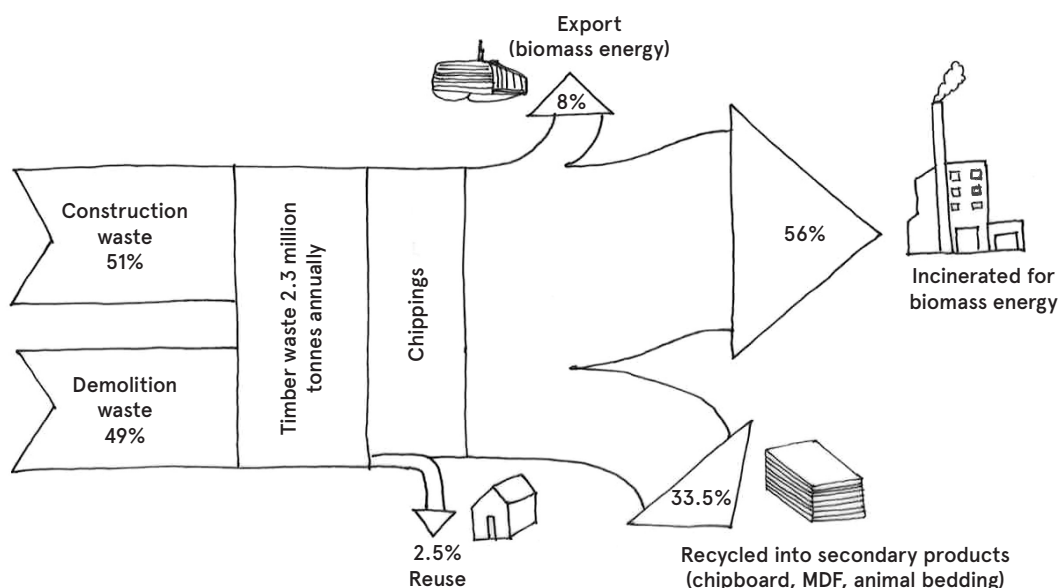 Export
(biomass energy)
8%
Construction
waste
51%
Timber waste 2.3 million
tonnes annually
Chippings
56%
Incinerated for
biomass energy
Demolition
waste
49%
33.5%
2.5%
Reuse
Recycled into secondary products
(chipboard, MDF, animal bedding)